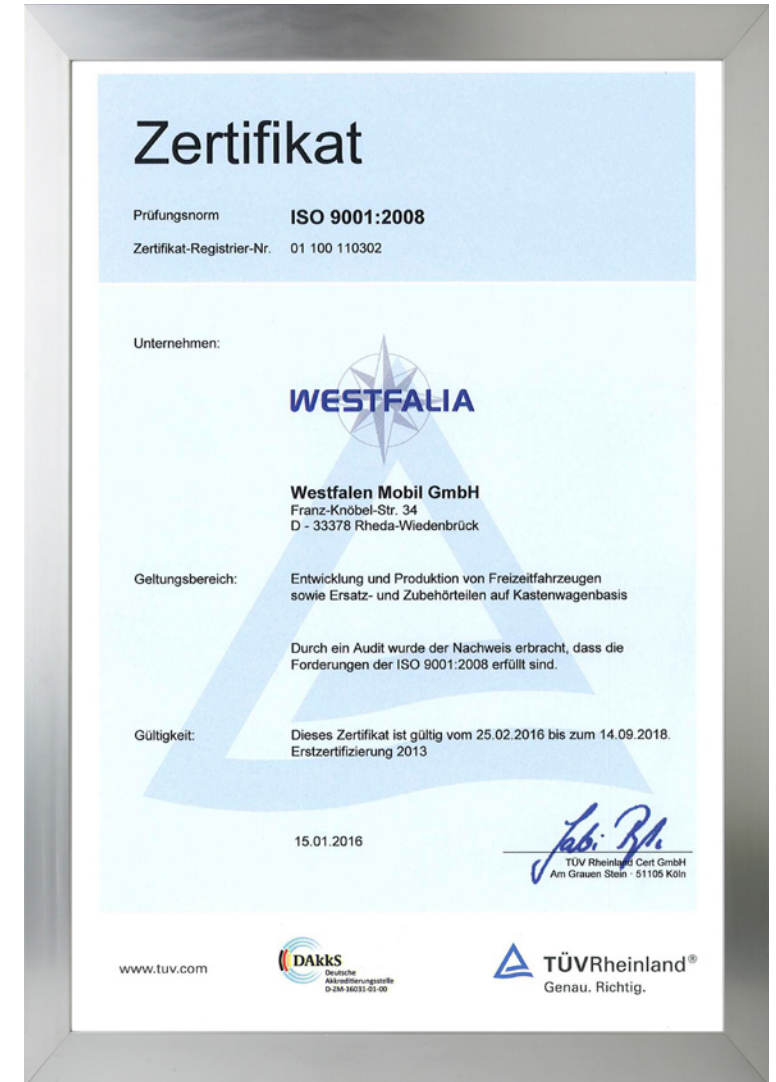 Zertifikat
Prüfungsnorm ISO 9001:2008
Zertifikat-Registrier-Nr. 01 100 110302
Unternehmen:
WESTFALIA
Westfalen Mobil GmbH
Franz-Knöbel-Str. 34
D - 33378 Rheda-Wiedenbrück
Geltungsbereich: Entwicklung und Produktion von Freizeitfahrzeugen
sowie Ersatz- und Zubehörteilen auf Kastenwagenbasis
Durch ein Audit wurde der Nachweis erbracht, dass die
Forderungen der ISO 9001:2008 erfüllt sind.
Gültigkeit: Dieses Zertifikat ist gültig vom 25.02.2016 bis zum 14.09.2018.
Erstzertifizierung 2013
15.01.2016
TÜV Rheinland Cert GmbH
Am Grauen Stein · 51105 Köln
www.tuv.com
DAkkS
Deutsche
Akkreditierungsstelle
D-ZM-16031-01-00
TÜVRheinland®
Genau. Richtig.